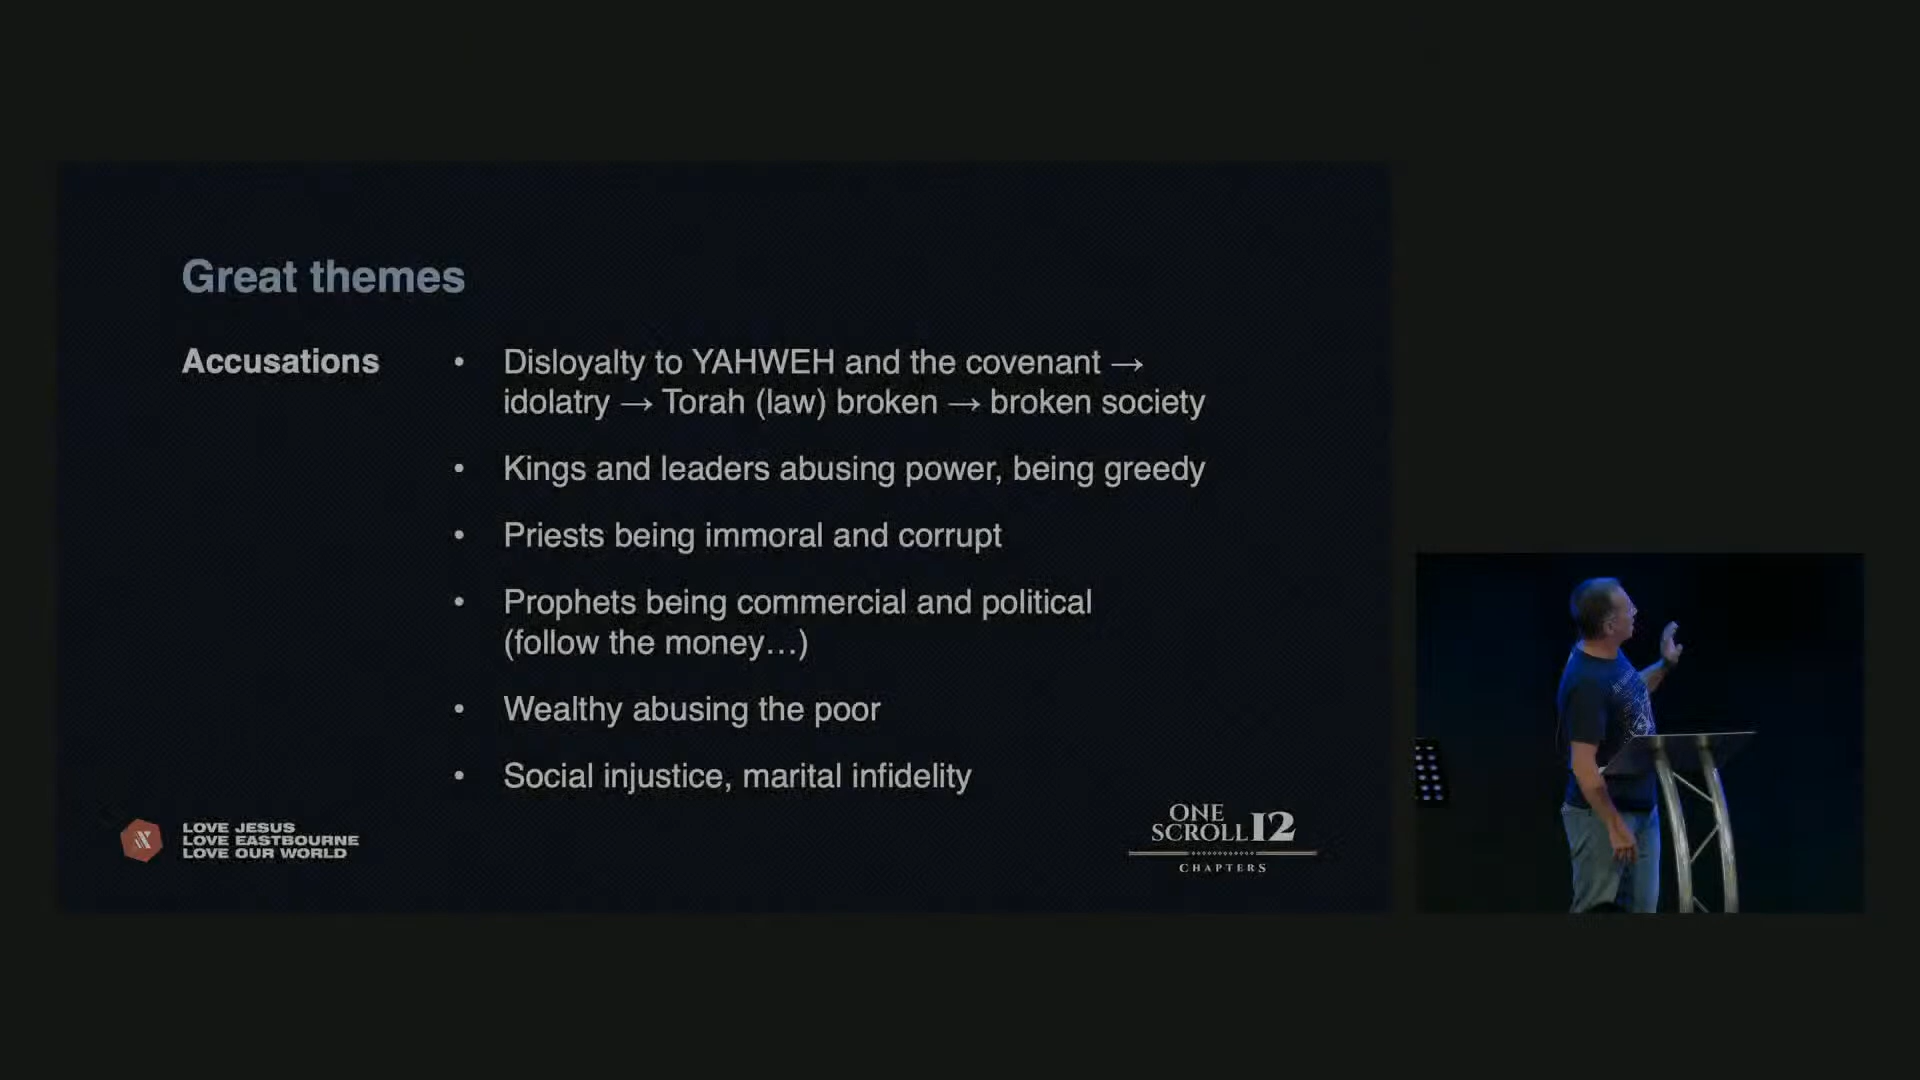 Great themes
Accusations
• Disloyalty to YAHWEH and the covenant →
idolatry → Torah (law) broken → broken society
• Kings and leaders abusing power, being greedy
• Priests being immoral and corrupt
• Prophets being commercial and political
(follow the money…)
• Wealthy abusing the poor
• Social injustice, marital infidelity
LOVE JESUS
LOVE EASTBOURNE
LOVE OUR WORLD
ONE
SCROLL 12
CHAPTERS